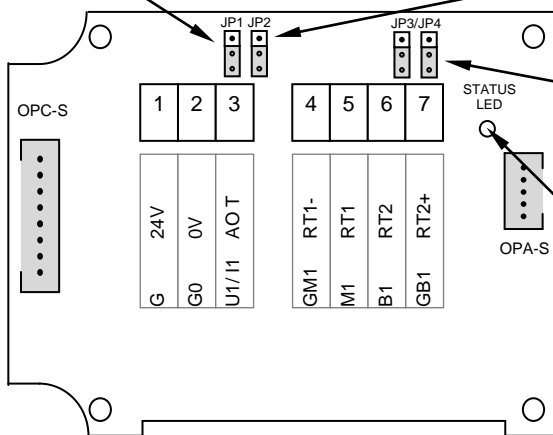 JP1 JP2
JP3/JP4
OPC-S
1 2 3
4 5 6 7
STATUS
LED
OPA-S
G 24V
G0 0V
U1/I1 AOT
GM1 RT1-
M1 RT1
B1 RT2
GB1 RT2+